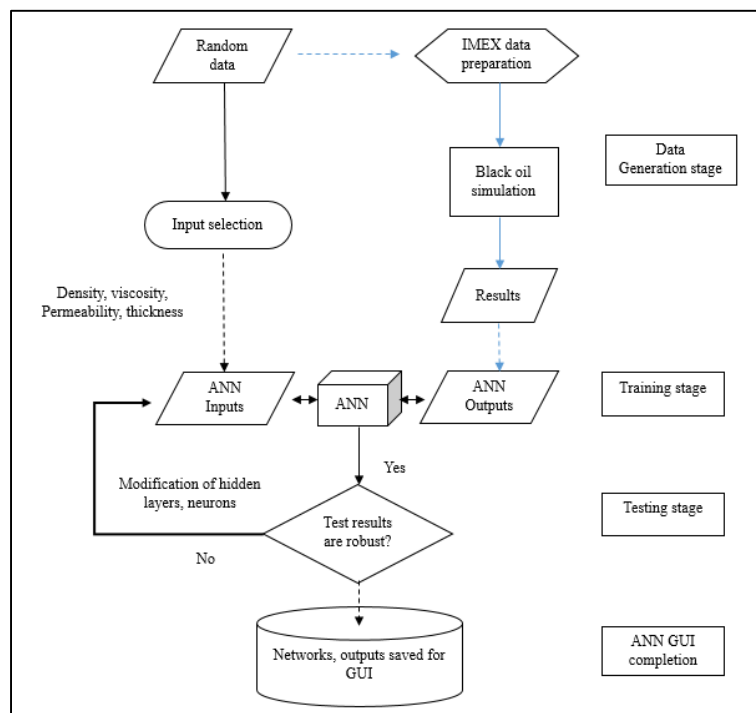 Random
data
IMEX data
preparation
Data
Generation stage
Black oil
simulation
Input selection
Density, viscosity,
Permeability, thickness
Results
ANN
Inputs
ANN
ANN
Outputs
Training stage
Yes
Modification of hidden
layers, neurons
Test results
are robust?
Testing stage
No
Networks, outputs saved for
GUI
ANN GUI
completion